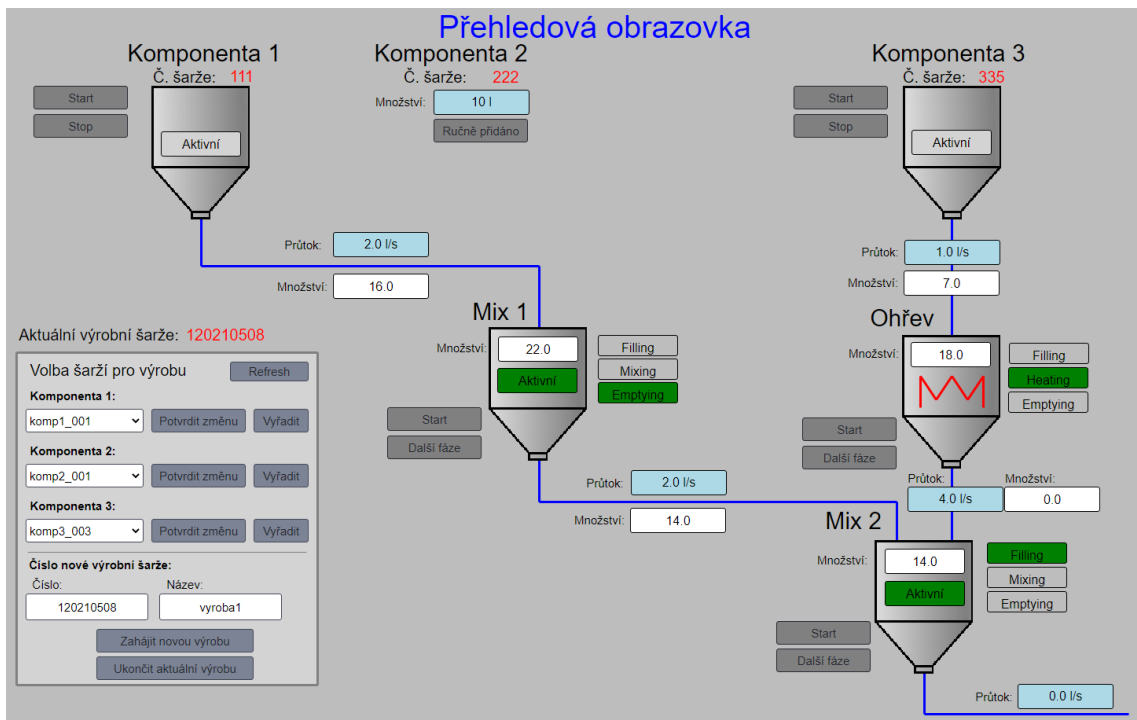 Přehledová obrazovka
Komponenta 1
Č. šarže: 111
Start
Stop
Aktivní
Komponenta 2
Č. šarže: 222
Množství: 10 l
Ručně přidáno
Komponenta 3
Č. šarže: 335
Start
Stop
Aktivní
Průtok: 2.0 l/s
Množství: 16.0
Průtok: 1.0 l/s
Množství: 7.0
Mix 1
Množství: 22.0
Aktivní
Filling
Mixing
Emptying
Start
Další fáze
Ohřev
Množství: 18.0
Filling
Heating
Emptying
Start
Další fáze
Aktuální výrobní šarže: 120210508
Volba šarží pro výrobu
Refresh
Komponenta 1:
komp1_001 Potvrdit změnu Vyřadit
Komponenta 2:
komp2_001 Potvrdit změnu Vyřadit
Komponenta 3:
komp3_003 Potvrdit změnu Vyřadit
Číslo nové výrobní šarže:
Číslo: Název:
120210508 vyroba1
Zahájit novou výrobu
Ukončit aktuální výrobu
Průtok: 2.0 l/s
Množství: 14.0
Průtok: Množství:
4.0 l/s 0.0
Mix 2
Množství: 14.0
Aktivní
Filling
Mixing
Emptying
Start
Další fáze
Průtok: 0.0 l/s